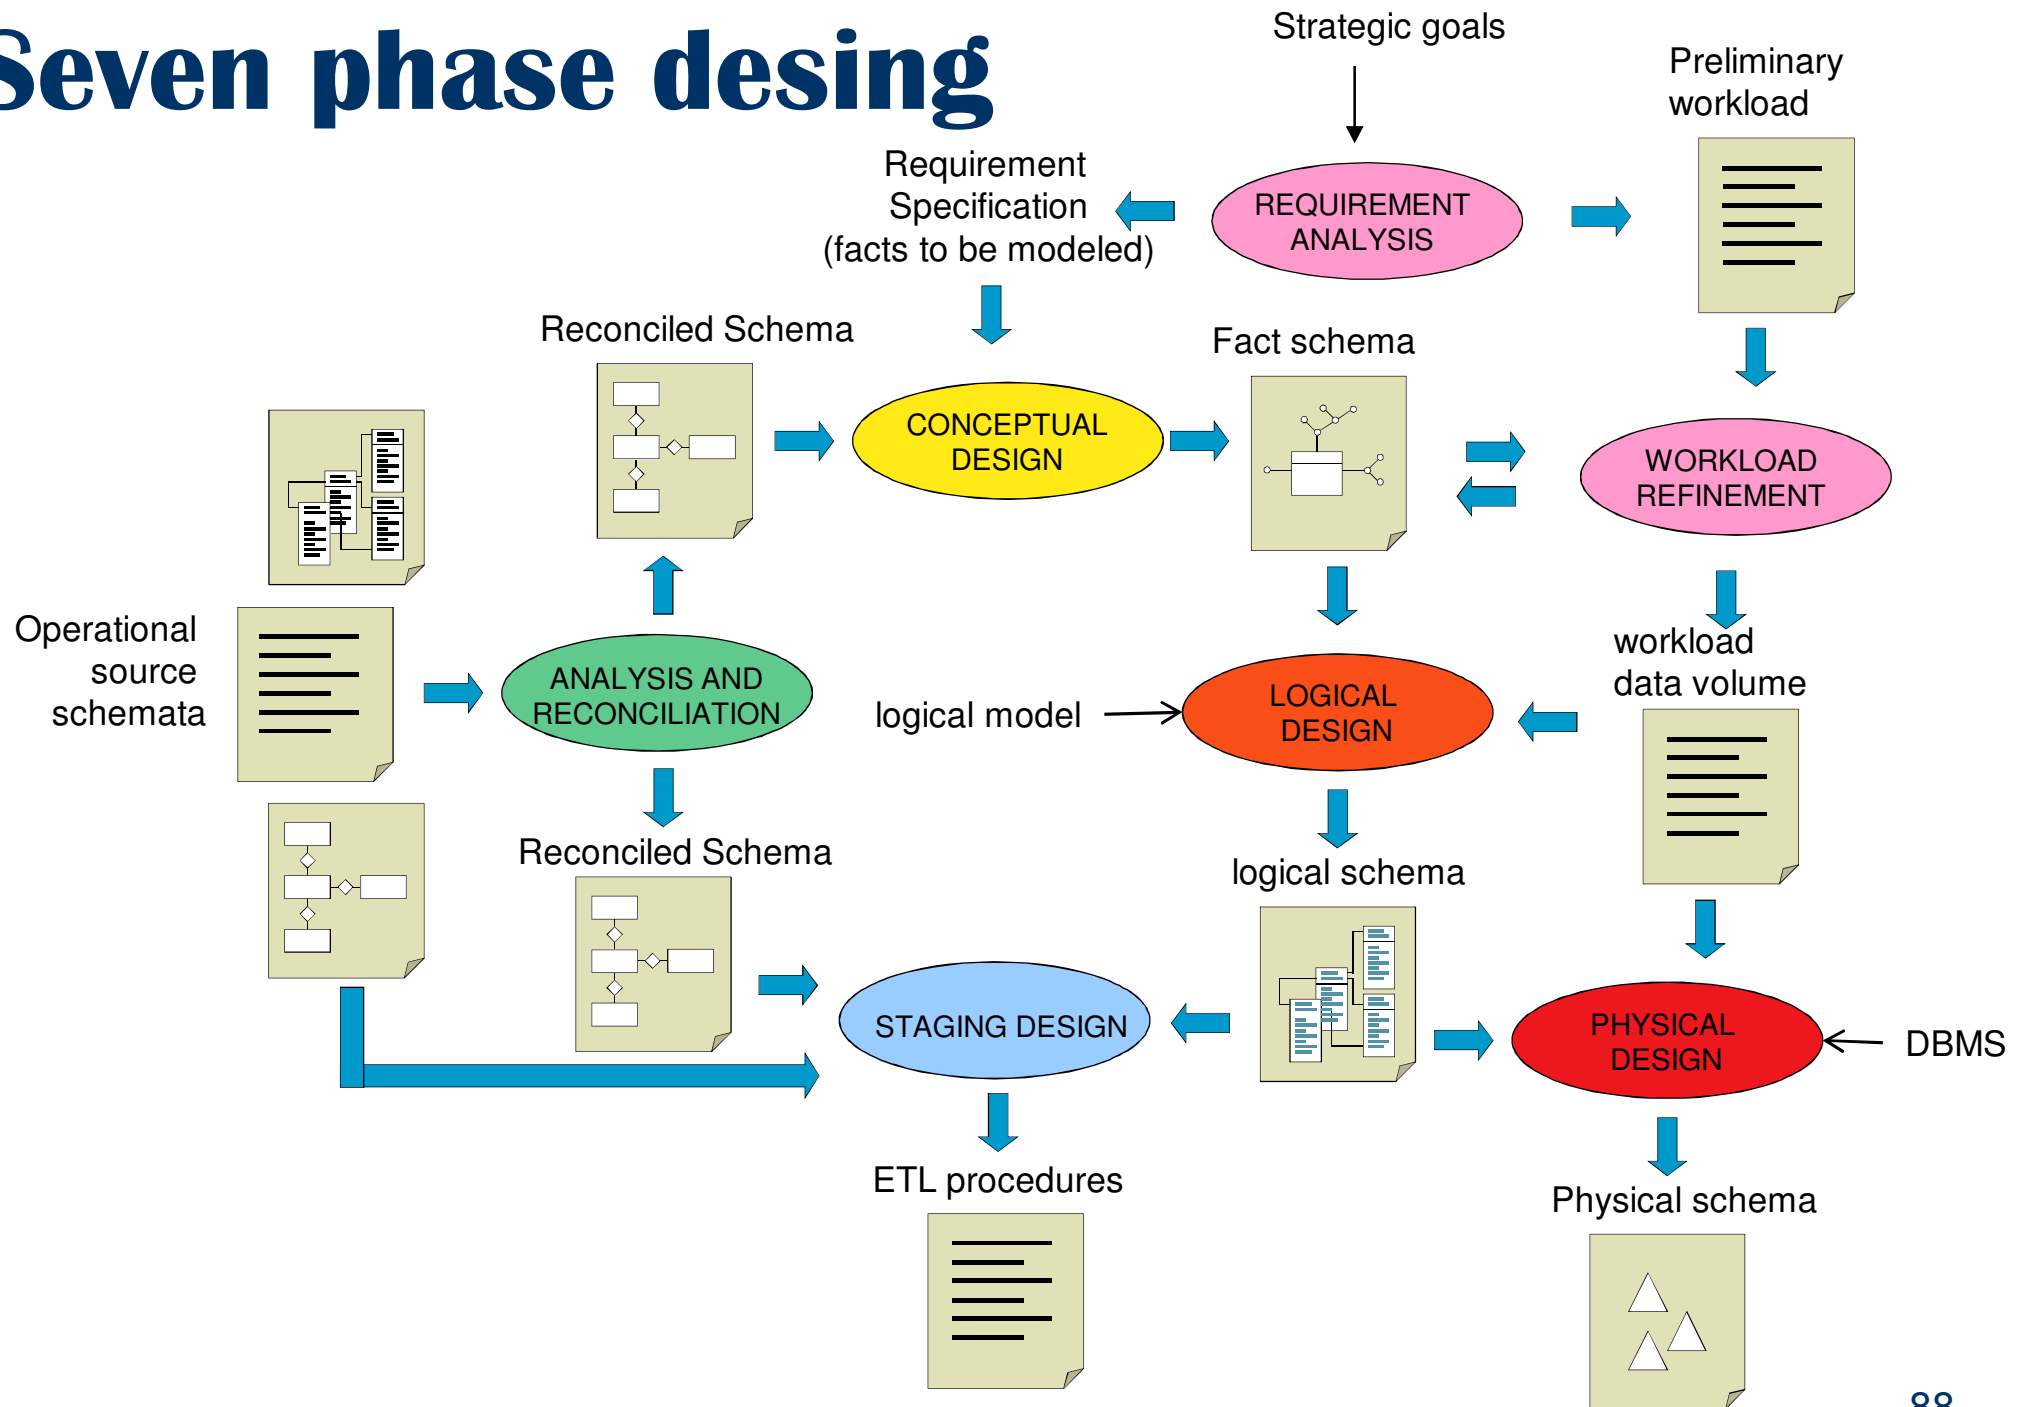 Seven phase desing
Strategic goals
Preliminary
workload
Requirement
Specification
(facts to be modeled)
REQUIREMENT
ANALYSIS
Reconciled Schema
Fact schema
CONCEPTUAL
DESIGN
WORKLOAD
REFINEMENT
Operational
source
schemata
ANALYSIS AND
RECONCILIATION
logical model
LOGICAL
DESIGN
workload
data volume
Reconciled Schema
logical schema
STAGING DESIGN
PHYSICAL
DESIGN
DBMS
ETL procedures
Physical schema
88